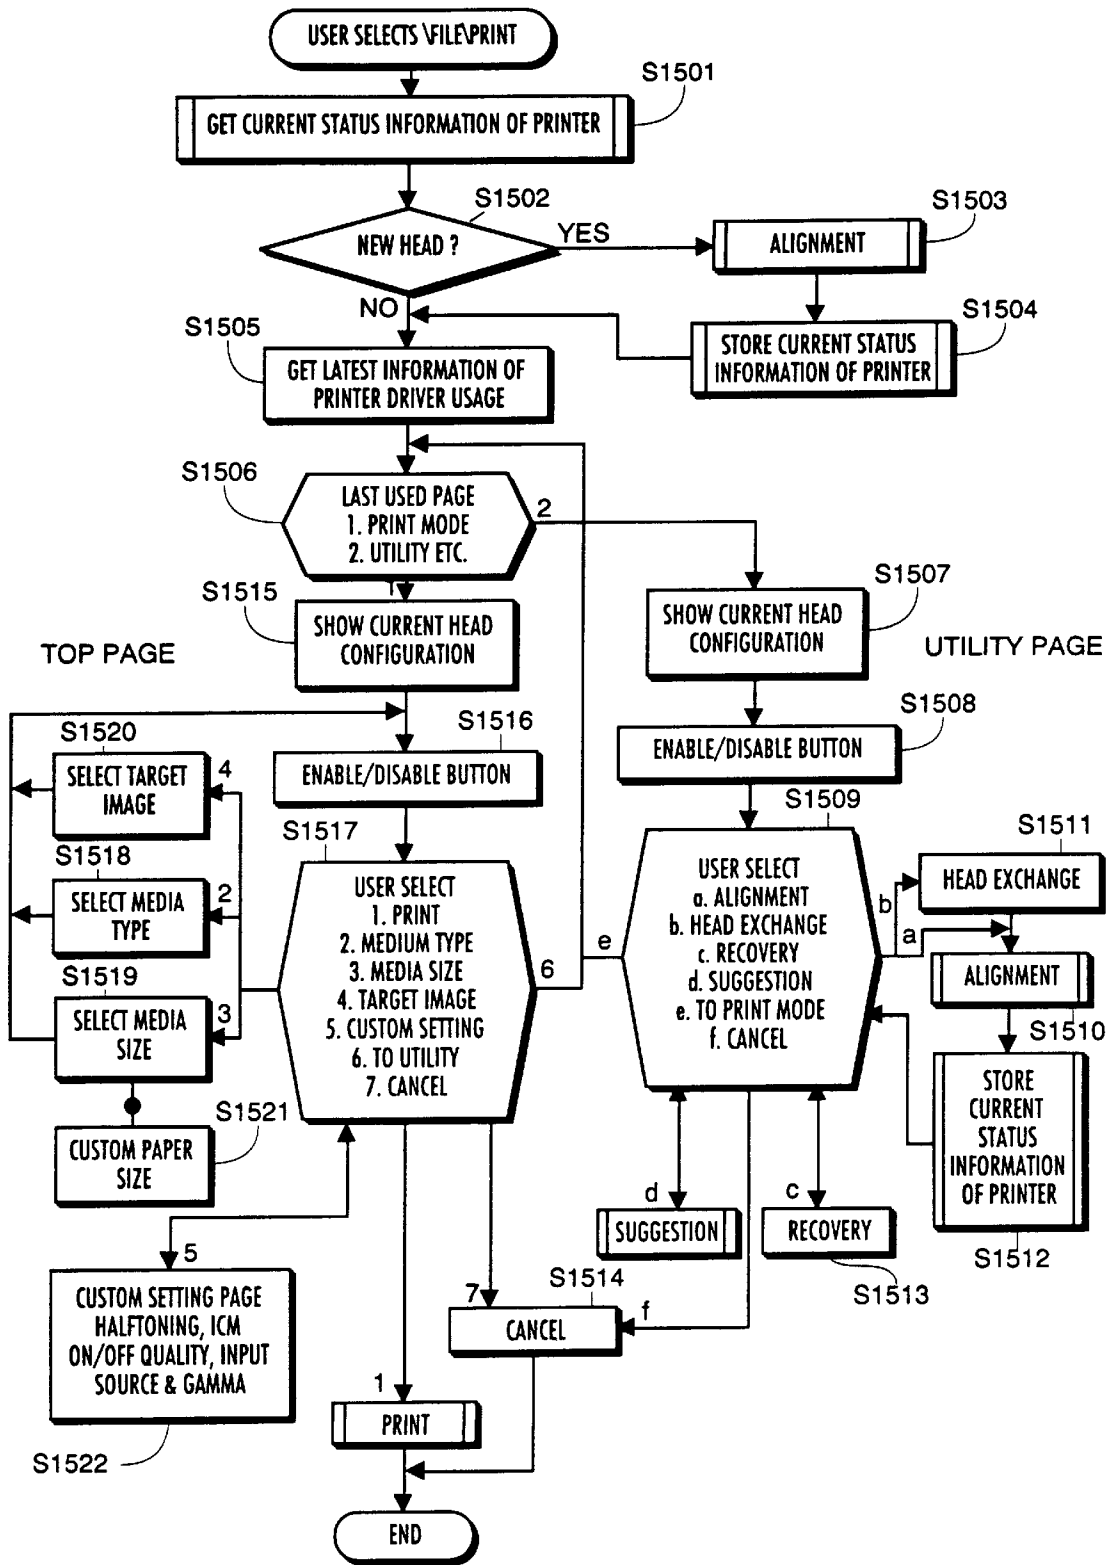 USER SELECTS \FILE\PRINT
S1501
GET CURRENT STATUS INFORMATION OF PRINTER
S1502
NEW HEAD ?
YES
S1503
ALIGNMENT
NO
S1504
STORE CURRENT STATUS
INFORMATION OF PRINTER
S1505
GET LATEST INFORMATION OF
PRINTER DRIVER USAGE
S1506
LAST USED PAGE
1. PRINT MODE
2. UTILITY ETC.
2
1
S1515
SHOW CURRENT HEAD
CONFIGURATION
S1507
SHOW CURRENT HEAD
CONFIGURATION
TOP PAGE
UTILITY PAGE
S1516
ENABLE/DISABLE BUTTON
S1508
ENABLE/DISABLE BUTTON
S1520
SELECT TARGET
IMAGE
4
S1518
SELECT MEDIA
TYPE
2
S1519
SELECT MEDIA
SIZE
3
S1521
CUSTOM PAPER
SIZE
S1517
USER SELECT
1. PRINT
2. MEDIUM TYPE
3. MEDIA SIZE
4. TARGET IMAGE
5. CUSTOM SETTING
6. TO UTILITY
7. CANCEL
6
e
S1509
USER SELECT
a. ALIGNMENT
b. HEAD EXCHANGE
c. RECOVERY
d. SUGGESTION
e. TO PRINT MODE
f. CANCEL
b
a
S1511
HEAD EXCHANGE
ALIGNMENT
S1510
STORE
CURRENT
STATUS
INFORMATION
OF PRINTER
S1512
d
SUGGESTION
c
RECOVERY
S1513
5
CUSTOM SETTING PAGE
HALFTONING, ICM
ON/OFF QUALITY, INPUT
SOURCE & GAMMA
S1522
7
S1514
CANCEL
f
1
PRINT
END